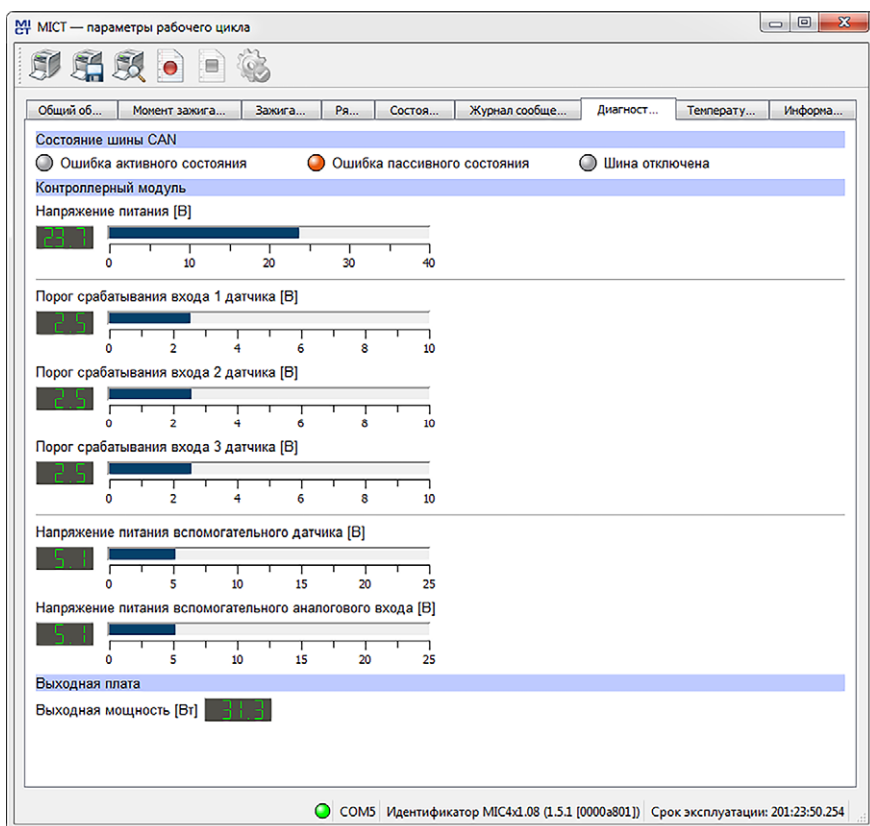 MICT MICT — параметры рабочего цикла
Общий об... Момент зажига... Зажига... Ря... Состоя... Журнал сообще... Диагност... Температу... Информа...
Состояние шины CAN
Ошибка активного состояния Ошибка пассивного состояния Шина отключена
Контроллерный модуль
Напряжение питания [В]
23.7
0 10 20 30 40
Порог срабатывания входа 1 датчика [В]
2.5
0 2 4 6 8 10
Порог срабатывания входа 2 датчика [В]
2.5
0 2 4 6 8 10
Порог срабатывания входа 3 датчика [В]
2.5
0 2 4 6 8 10
Напряжение питания вспомогательного датчика [В]
5.1
0 5 10 15 20 25
Напряжение питания вспомогательного аналогового входа [В]
5.1
0 5 10 15 20 25
Выходная плата
Выходная мощность [Вт] 31.3
COM5 Идентификатор MIC4x1.08 (1.5.1 [0000a801]) Срок эксплуатации: 201:23:50.254